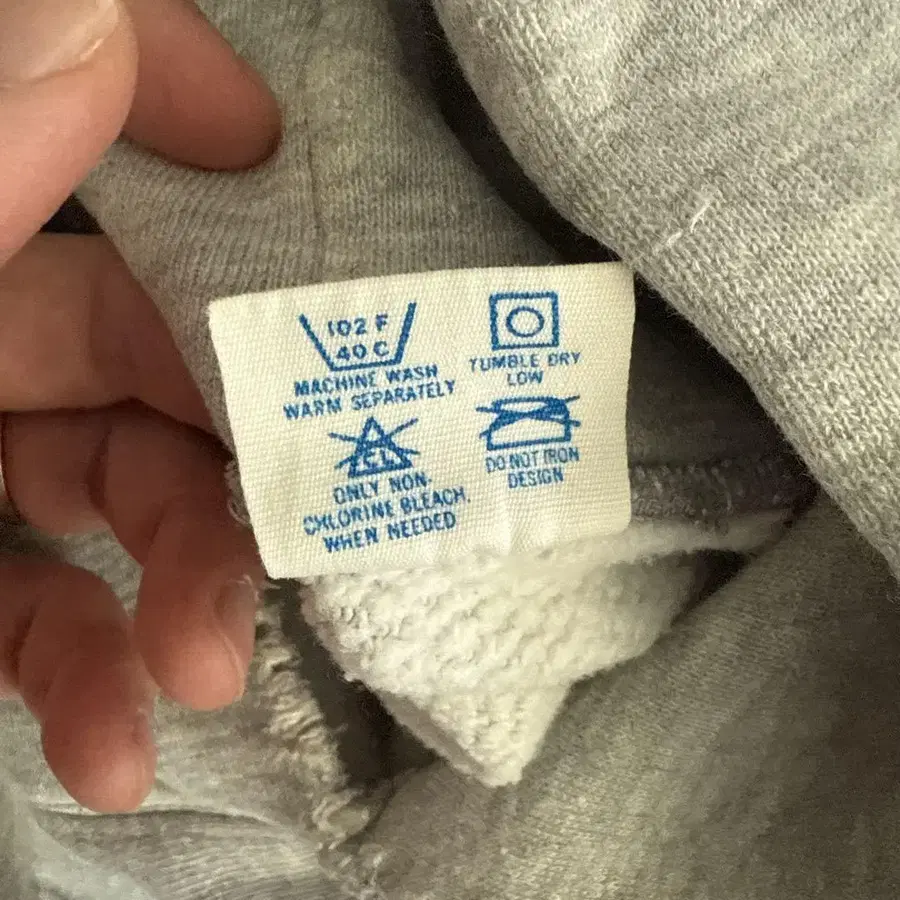 102 F
40 C
MACHINE WASH
WARM SEPARATELY
TUMBLE DRY
LOW
CL
ONLY NON-
CHLORINE BLEACH
WHEN NEEDED
DO NOT IRON
DESIGN